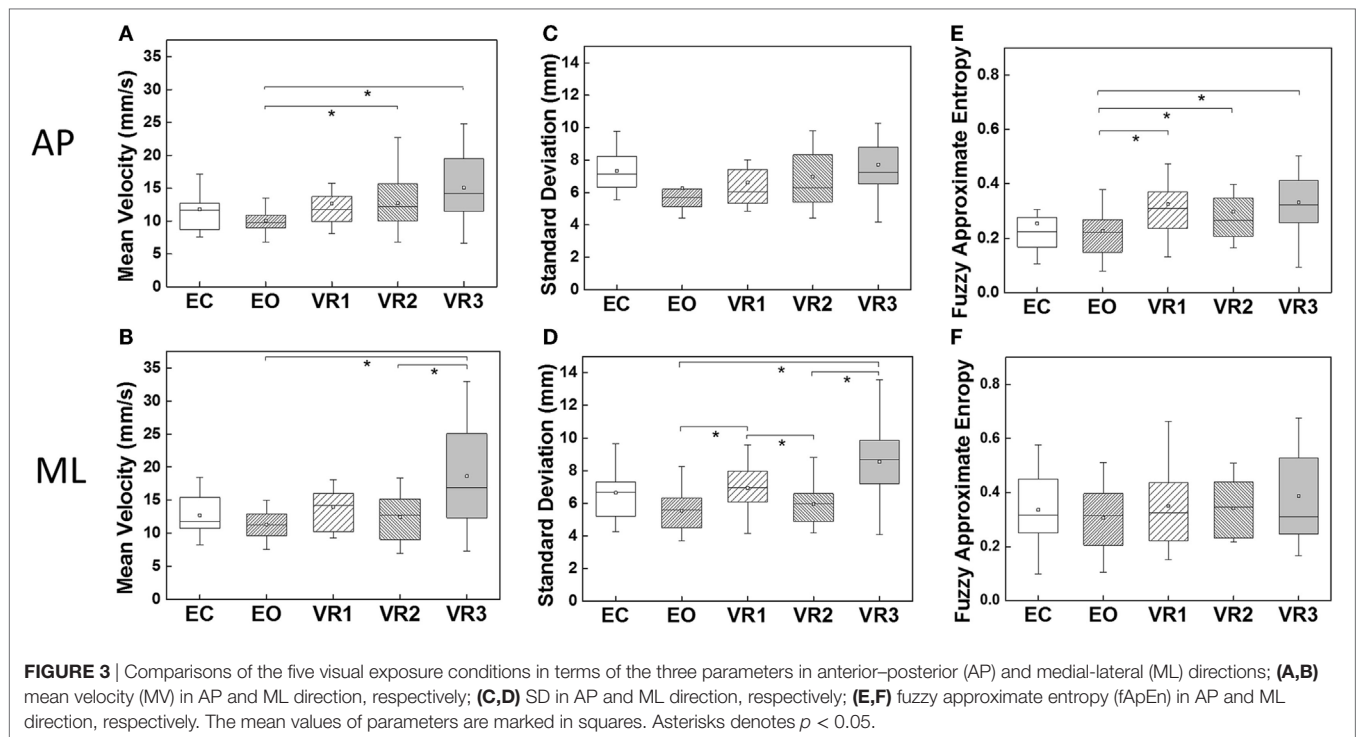 A
C
E
AP
Mean Velocity (mm/s)
35
30
25
20
15
10
5
0
*
*
EC EO VR1 VR2 VR3
Standard Deviation (mm)
14
12
10
8
6
4
2
0
EC EO VR1 VR2 VR3
Fuzzy Approximate Entropy
0.8
0.6
0.4
0.2
0.0
*
*
*
EC EO VR1 VR2 VR3
B
D
F
ML
Mean Velocity (mm/s)
35
30
25
20
15
10
5
0
*
*
EC EO VR1 VR2 VR3
Standard Deviation (mm)
14
12
10
8
6
4
2
0
*
*
*
*
EC EO VR1 VR2 VR3
Fuzzy Approximate Enropy
0.8
0.6
0.4
0.2
0.0
EC EO VR1 VR2 VR3
FIGURE 3 | Comparisons of the five visual exposure conditions in terms of the three parameters in anterior–posterior (AP) and medial-lateral (ML) directions; (A,B)
mean velocity (MV) in AP and ML direction, respectively; (C,D) SD in AP and ML direction, respectively; (E,F) fuzzy approximate entropy (fApEn) in AP and ML
direction, respectively. The mean values of parameters are marked in squares. Asterisks denotes p < 0.05.